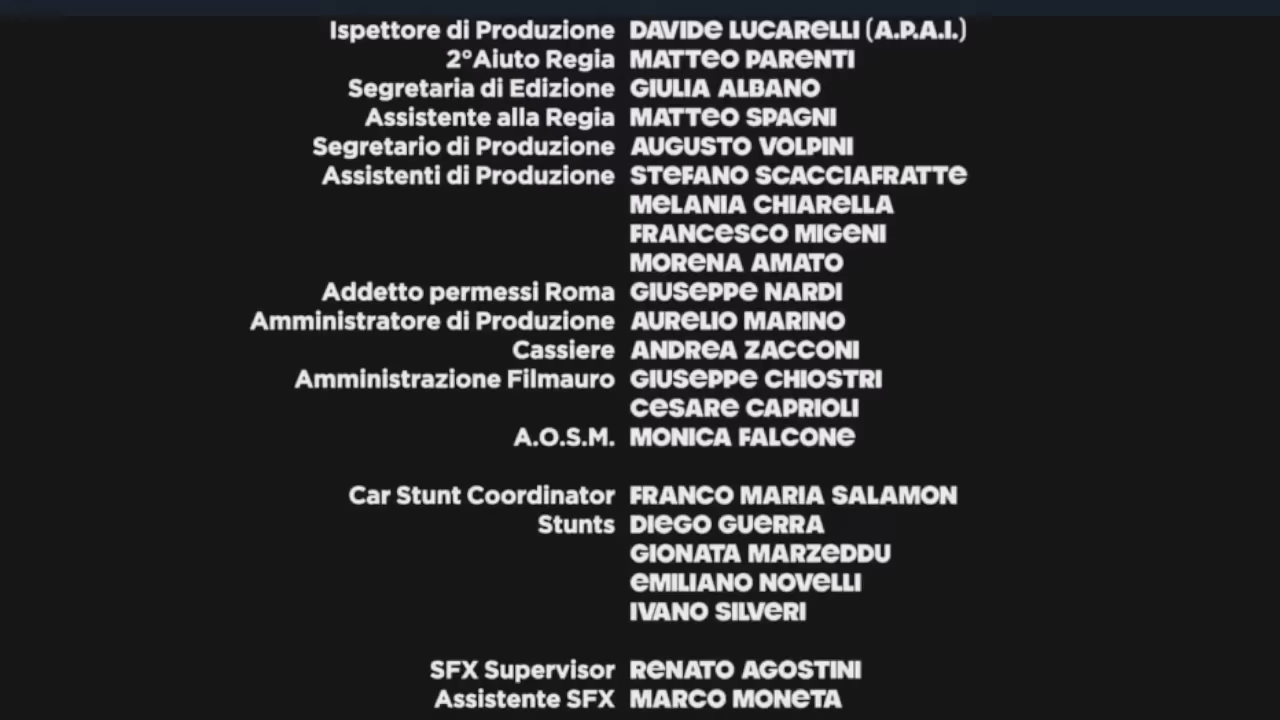 Ispettore di Produzione DAVIDe LUCAReLLI (A.P.A.I.)
2°Aiuto Regia MATTeO PAReNTI
Segretaria di Edizione GIULIA ALBANO
Assistente alla Regia MATTeO SPAGNI
Segretario di Produzione AUGUSTO VOLPINI
Assistenti di Produzione STeFANO SCACCIAFRATTe
MeLANIA CHIAReLLA
FRANCeSCO MIGeNI
MOReNA AMATO
Addetto permessi Roma GIUSePPe NARDI
Amministratore di Produzione AUReLIO MARINO
Cassiere ANDReA ZACCONI
Amministrazione Filmauro GIUSePPe CHIOSTRI
CeSARe CAPRIOLI
A.O.S.M. MONICA FALCONe
Car Stunt Coordinator FRANCO MARIA SALAMON
Stunts DIeGO GUeRRA
GIONATA MARZeDDU
eMILIANO NOVeLLI
IVANO SILVeRI
SFX Supervisor ReNATO AGOSTINI
Assistente SFX MARCO MONeTA